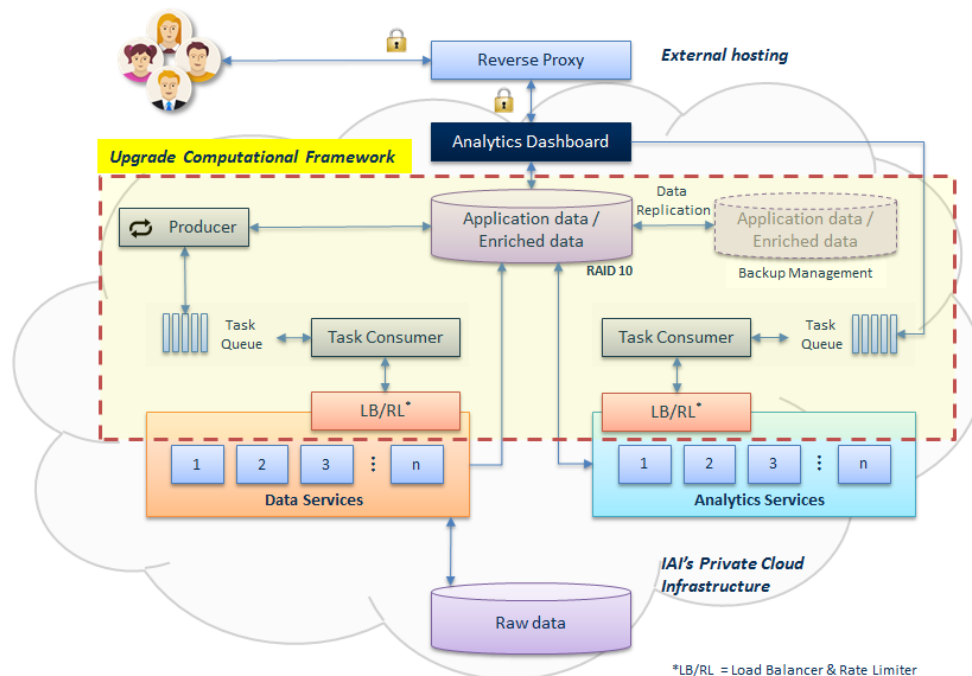 Reverse Proxy
External hosting
Analytics Dashboard
Upgrade Computational Framework
Producer
Application data /
Enriched data
Data
Replication
Application data /
Enriched data
RAID 10
Backup Management
Task
Queue
Task Consumer
Task Consumer
Task
Queue
LB/RL*
LB/RL*
1 2 3 n
Data Services
1 2 3 n
Analytics Services
IAI's Private Cloud
Infrastructure
Raw data
*LB/RL = Load Balancer & Rate Limiter